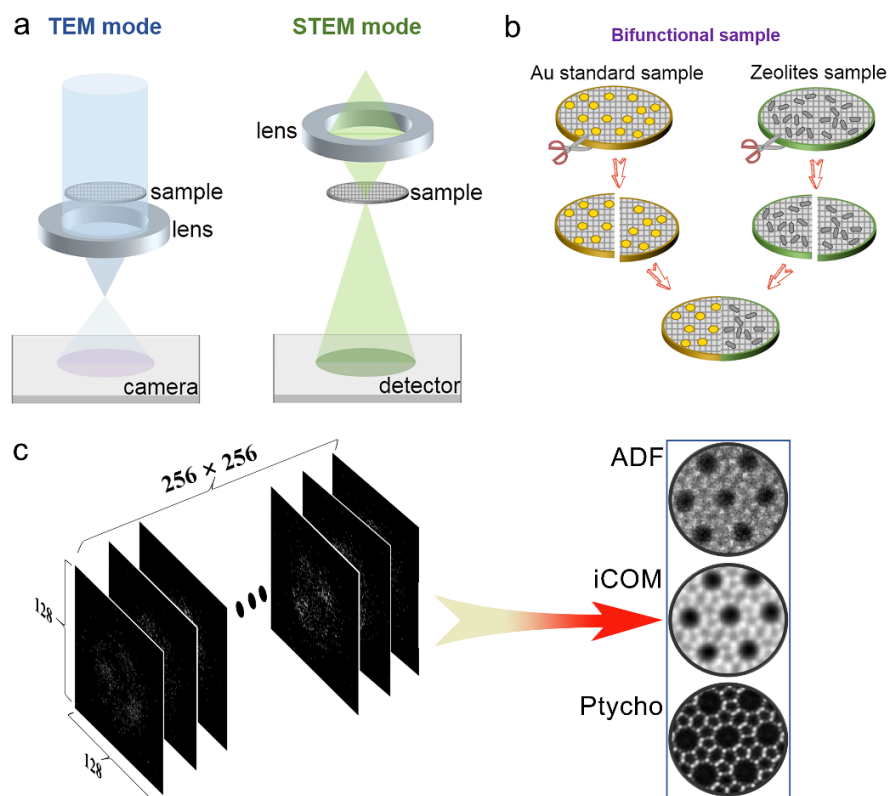 a
TEM mode
STEM mode
lens
sample
sample
lens
camera
detector
b
Bifunctional sample
Au standard sample
Zeolites sample
c
256 × 256
128
128
ADF
iCOM
Ptycho